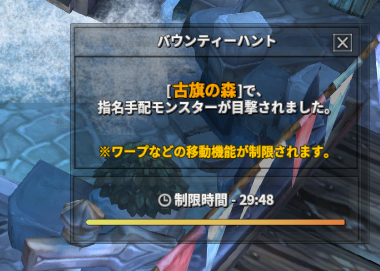 バウンティーハント
[古旗の森]で、
指名手配モンスターが目撃されました。
※ワープなどの移動機能が制限されます。
制限時間 - 29:48